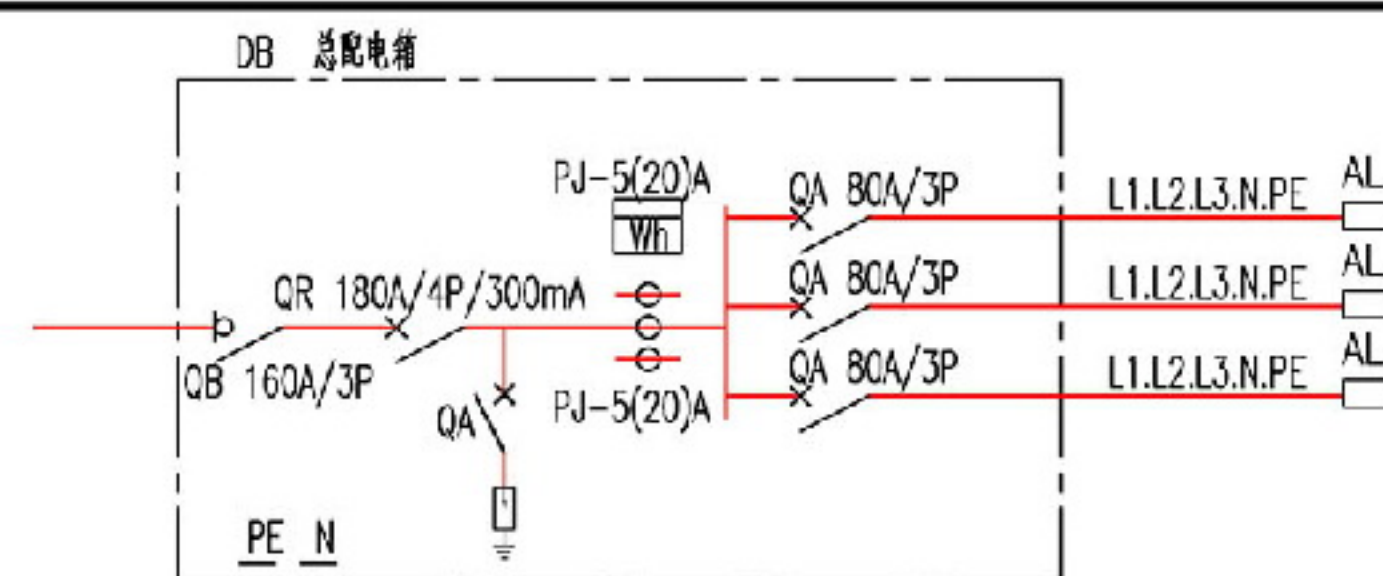 DB 总配电箱
PJ-5(20)A
Wh
QA 80A/3P
L1.L2.L3.N.PE
AL
QR 180A/4P/300mA
QA 80A/3P
L1.L2.L3.N.PE
AL
QB 160A/3P
QA
PJ-5(20)A
QA 80A/3P
L1.L2.L3.N.PE
AL
PE N